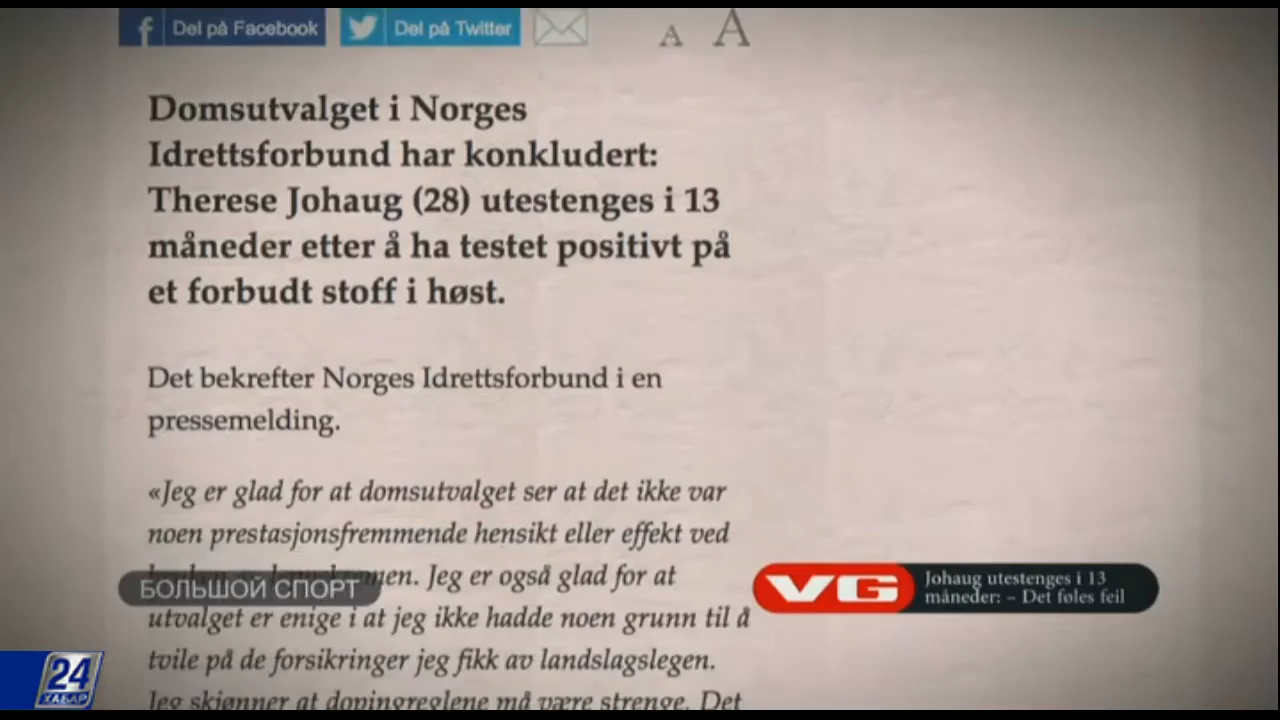 Del på Facebook
Del på Twitter
A A
Domsutvalget i Norges
Idrettsforbund har konkludert:
Therese Johaug (28) utestenges i 13
måneder etter å ha testet positivt på
et forbudt stoff i høst.
Det bekrefter Norges Idrettsforbund i en
pressemelding.
«Jeg er glad for at domsutvalget ser at det ikke var
noen prestasjonsfremmende hensikt eller effekt ved
Jeg er også glad for at
utvalget er enige i at jeg ikke hadde noen grunn til å
tvile på de forsikringer jeg fikk av landslagslegen.
Jeg skjønner at dopingreglene må være strenge. Det
БОЛЬШОЙ СПОРТ
VG
Johaug utestenges i 13
måneder: – Det føles feil
24
ХАБАР